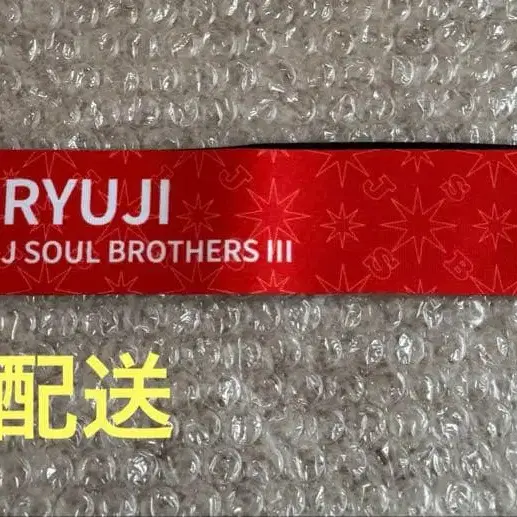 RYUJI
J SOUL BROTHERS III
配送